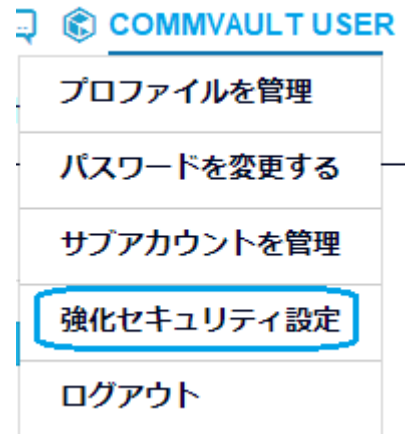 COMMVAULT USER
プロファイルを管理
パスワードを変更する
サブアカウントを管理
強化セキュリティ設定
ログアウト